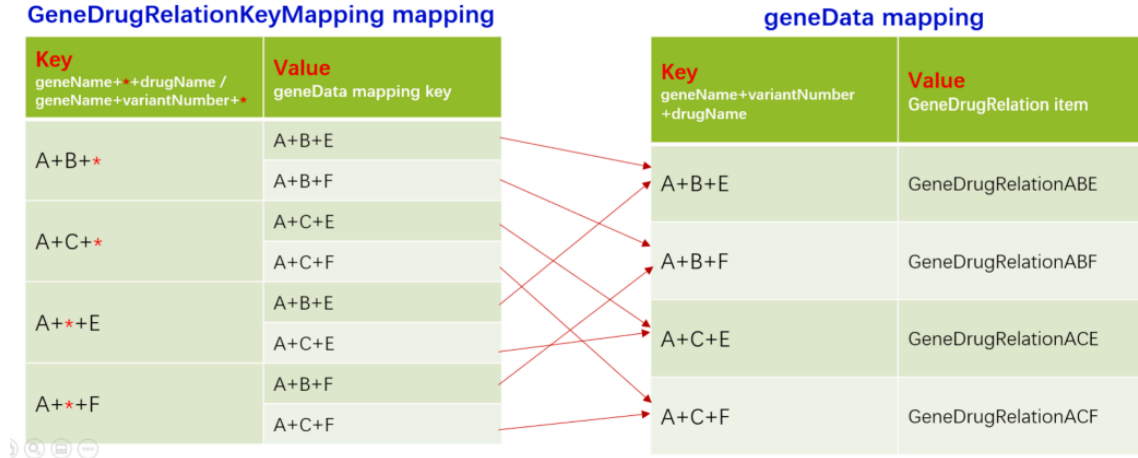 GeneDrugRelationKeyMapping mapping
Key
geneName+*+drugName /
geneName+variantNumber+*
Value
geneData mapping key
A+B+*
A+B+E
A+B+F
A+C+*
A+C+E
A+C+F
A+*+E
A+B+E
A+C+E
A+*+F
A+B+F
A+C+F
geneData mapping
Key
geneName+variantNumber
+drugName
Value
GeneDrugRelation item
A+B+E
GeneDrugRelationABE
A+B+F
GeneDrugRelationABF
A+C+E
GeneDrugRelationACE
A+C+F
GeneDrugRelationACF